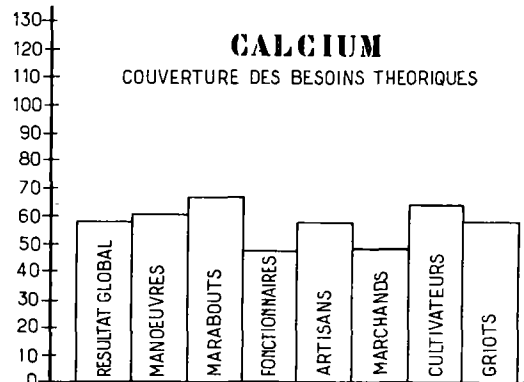 CALCIUM
COUVERTURE DES BESOINS THEORIQUES
130
120
110
100
90
80
70
60
50
40
30
20
10
0
RESULTAT GLOBAL
MANOEUVRES
MARABOUTS
FONCTIONNAIRES
ARTISANS
MARCHANDS
CULTIVATEURS
GRIOTS